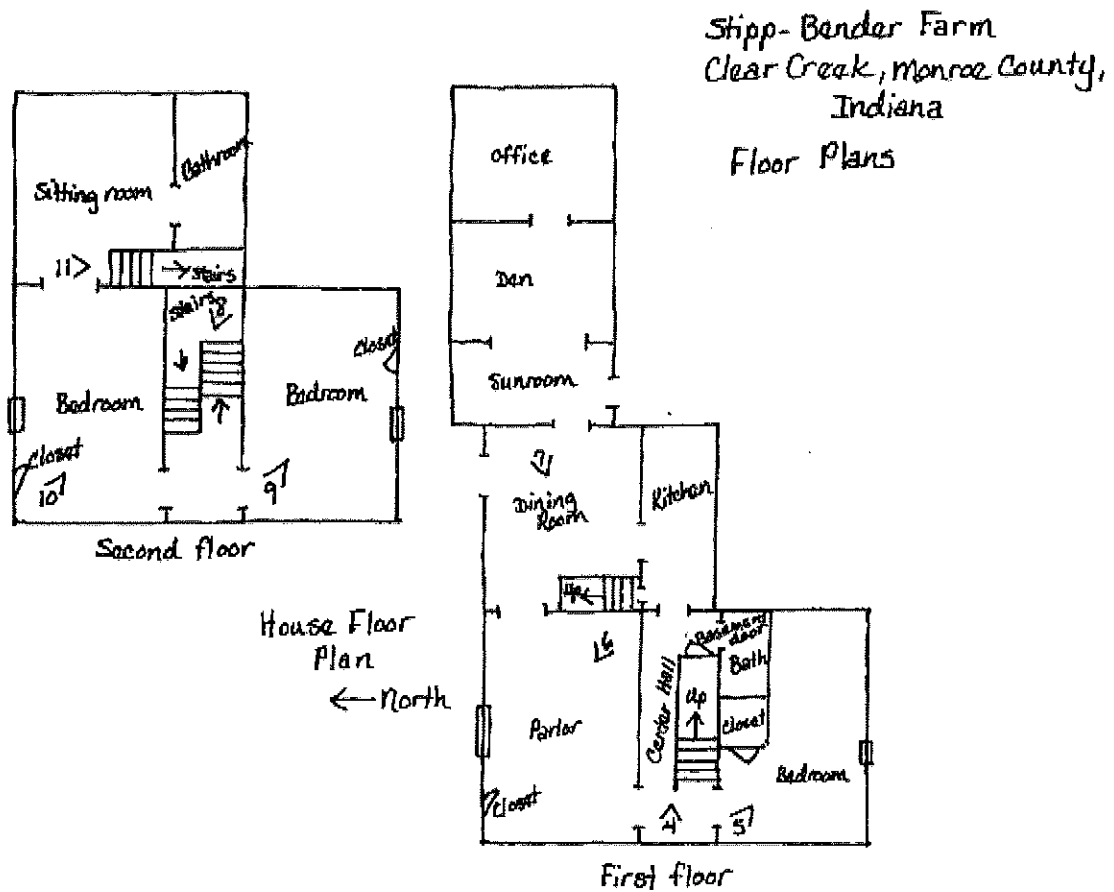 Stipp-Bender Farm
Clear Creek, Monroe County,
Indiana
Floor Plans
Sitting room
Bathroom
11
Stairs
Stairs
8
Closet
Bedroom
Bedroom
Closet
10
9
Second floor
Office
Den
Sunroom
7
Dining
Room
Kitchen
Up
House Floor
Plan
←North
6
Basement
door
Bath
Center Hall
Up
Closet
Parlor
Bedroom
Closet
4
5
First floor